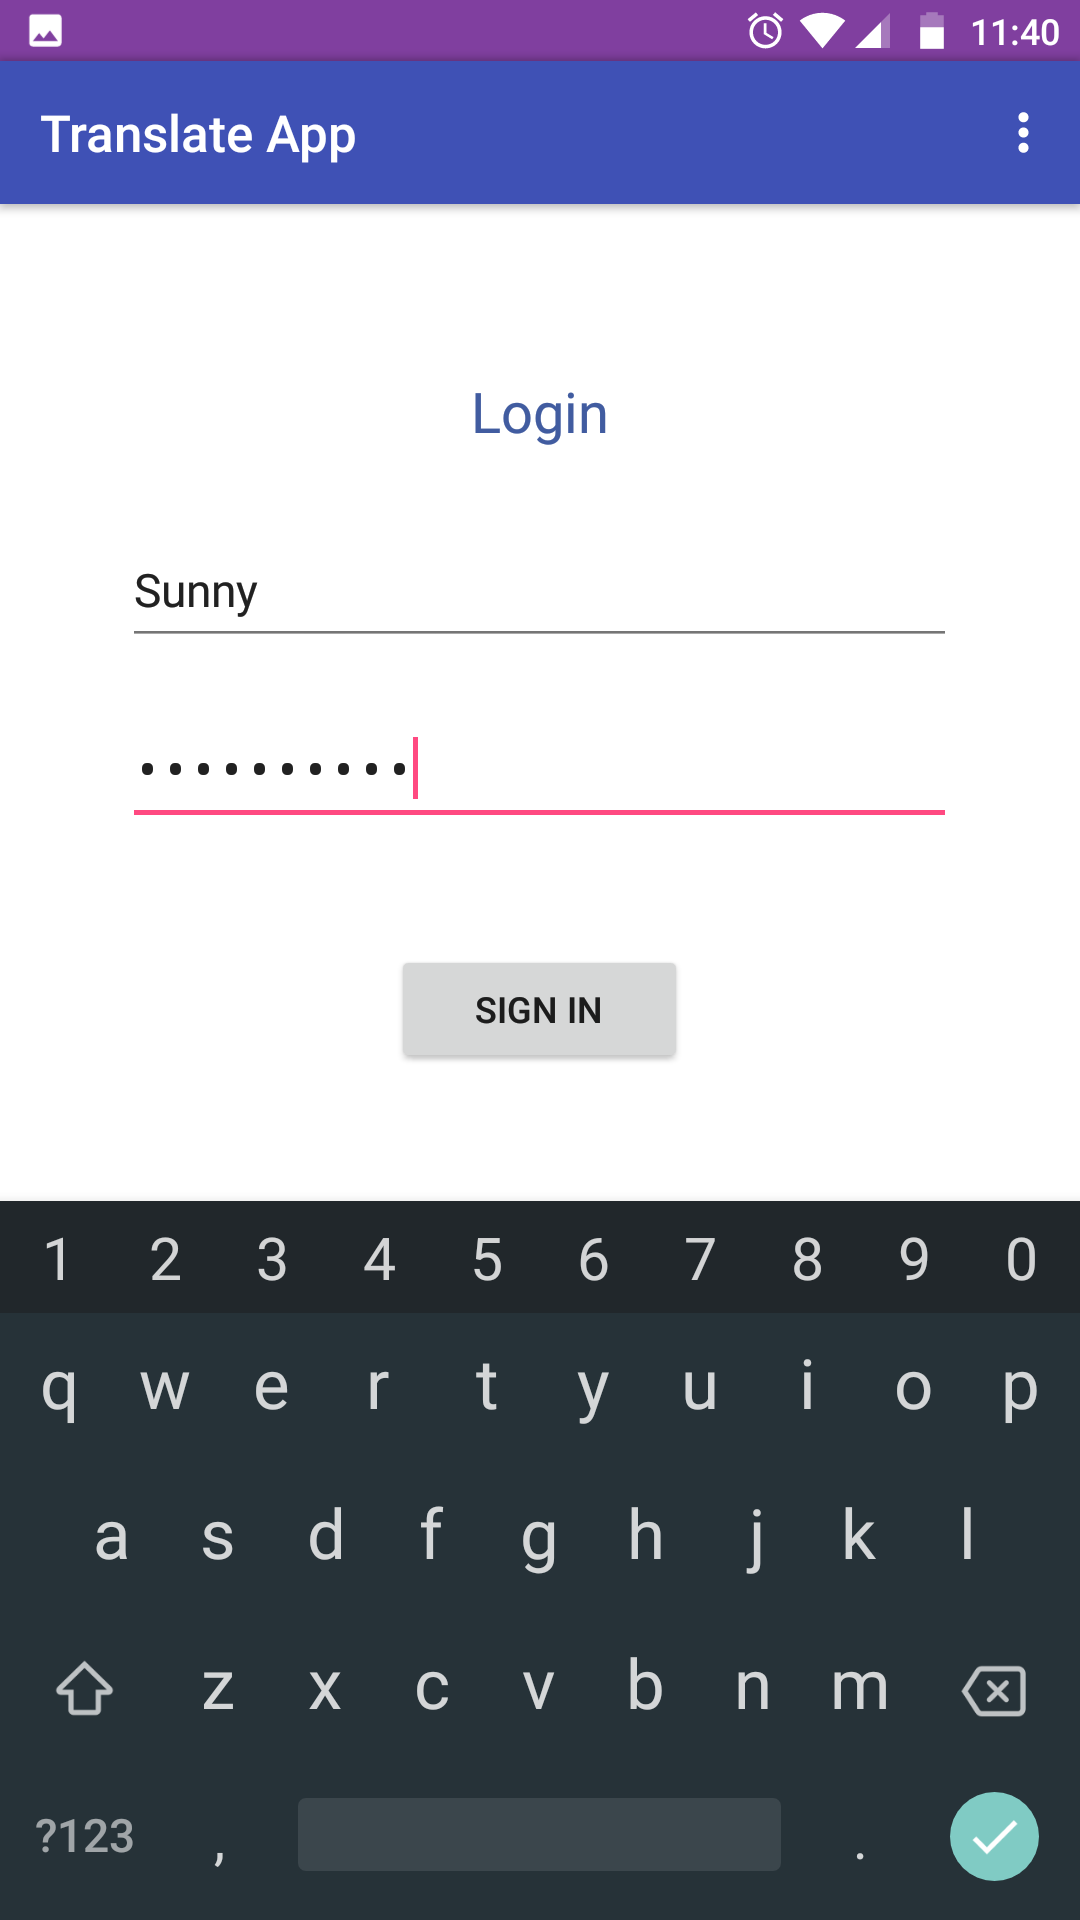 11:40
Translate App
Login
Sunny
••••••••••
SIGN IN
1 2 3 4 5 6 7 8 9 0
q w e r t y u i o p
a s d f g h j k l
z x c v b n m
?123 , .